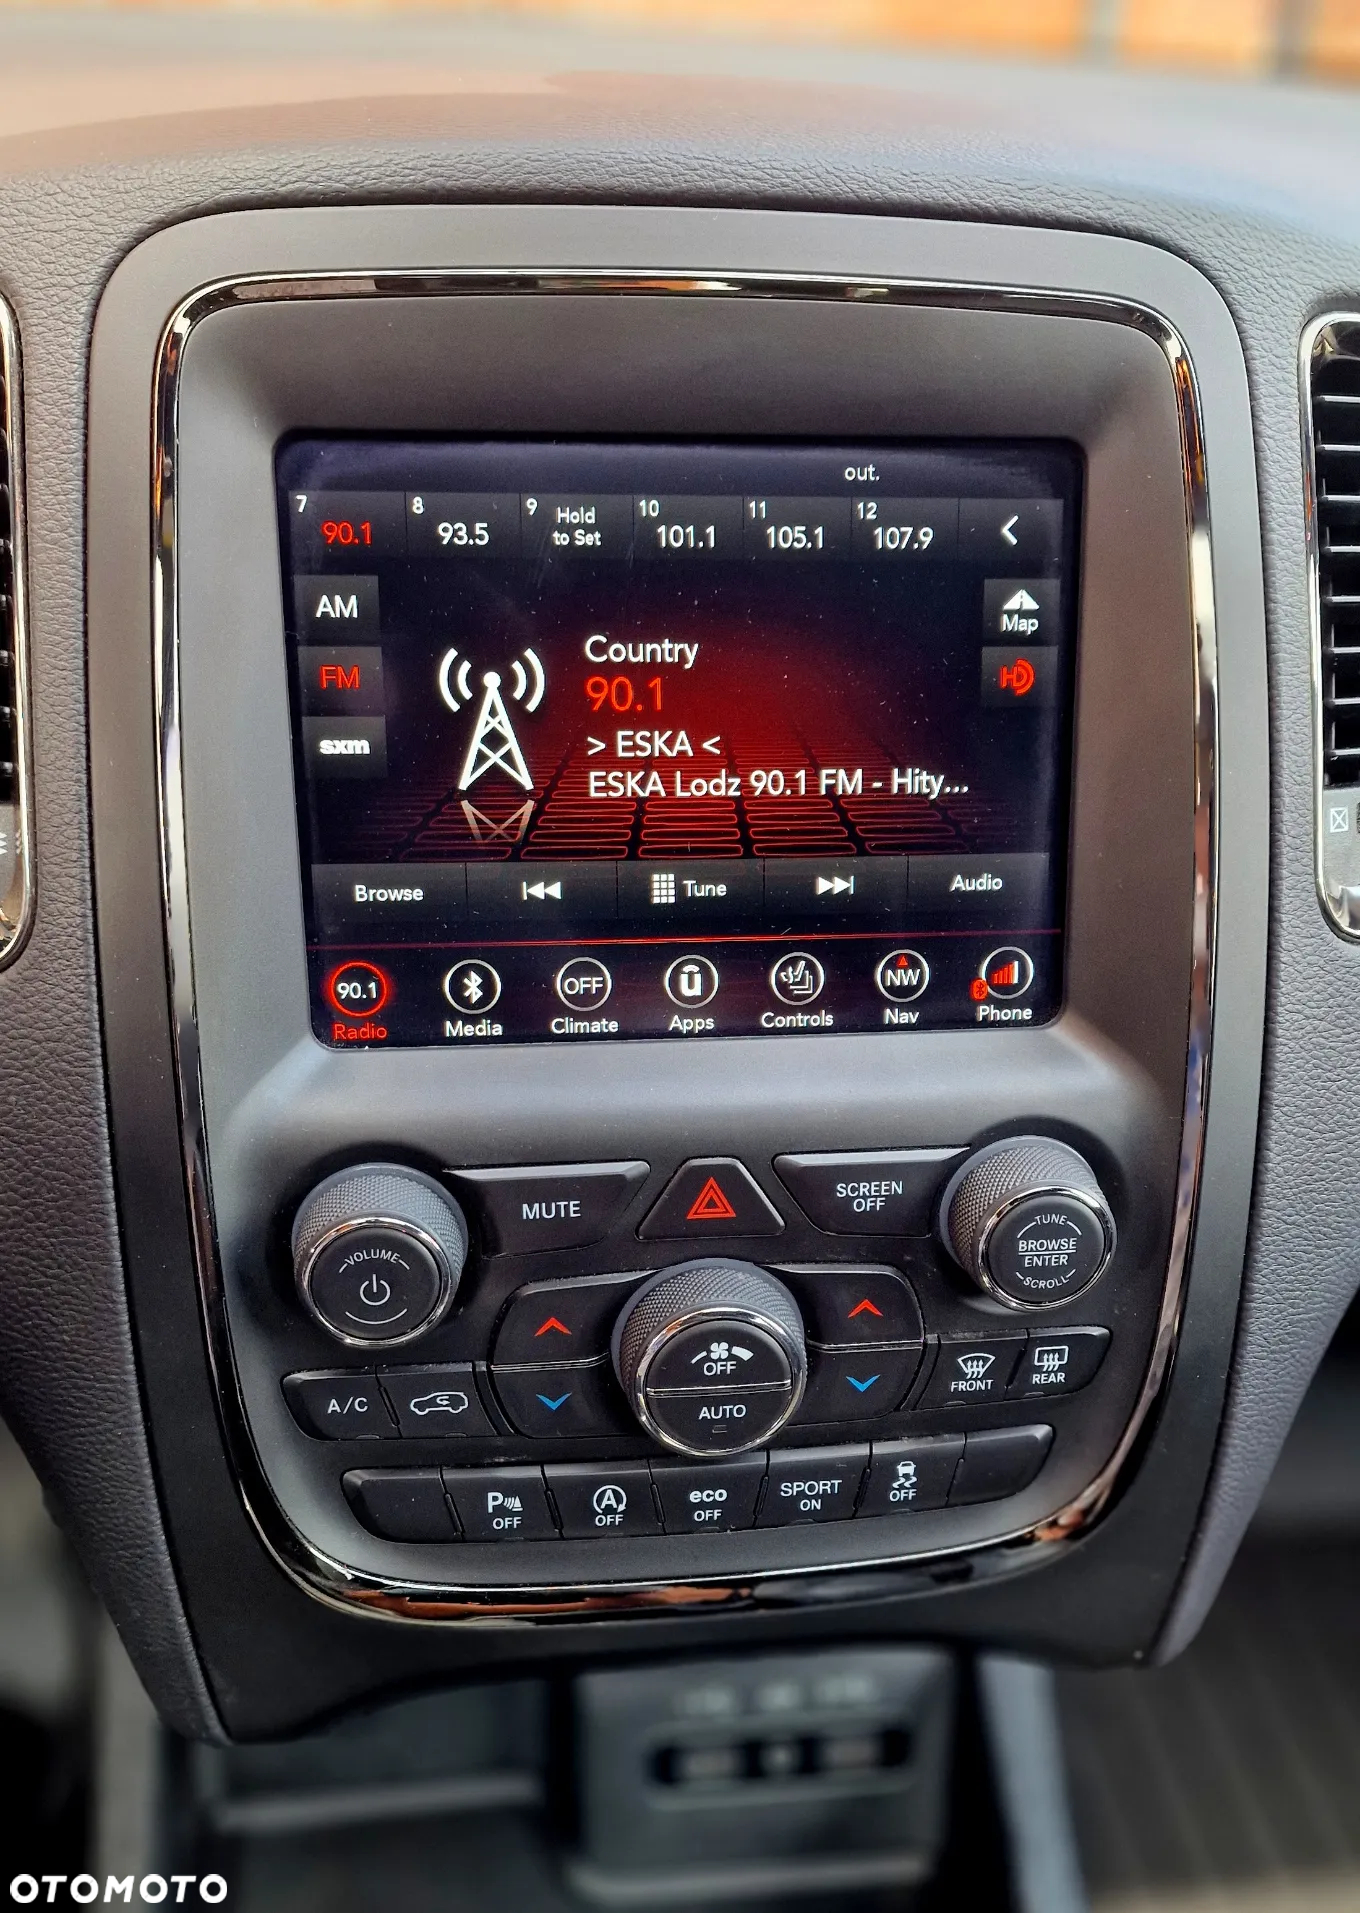 out.
7 90.1 8 93.5 9 Hold to Set 10 101.1 11 105.1 12 107.9
AM
Map
FM
HD
sxm
Country
90.1
> ESKA <
ESKA Lodz 90.1 FM - Hity...
Browse Tune Audio
90.1 OFF ū NW
Radio Media Climate Apps Controls Nav Phone
MUTE
SCREEN
OFF
VOLUME
TUNE
BROWSE
ENTER
SCROLL
OFF
AUTO
A/C
FRONT REAR
P OFF
A OFF
eco OFF
SPORT ON
OFF
OTOMOTO